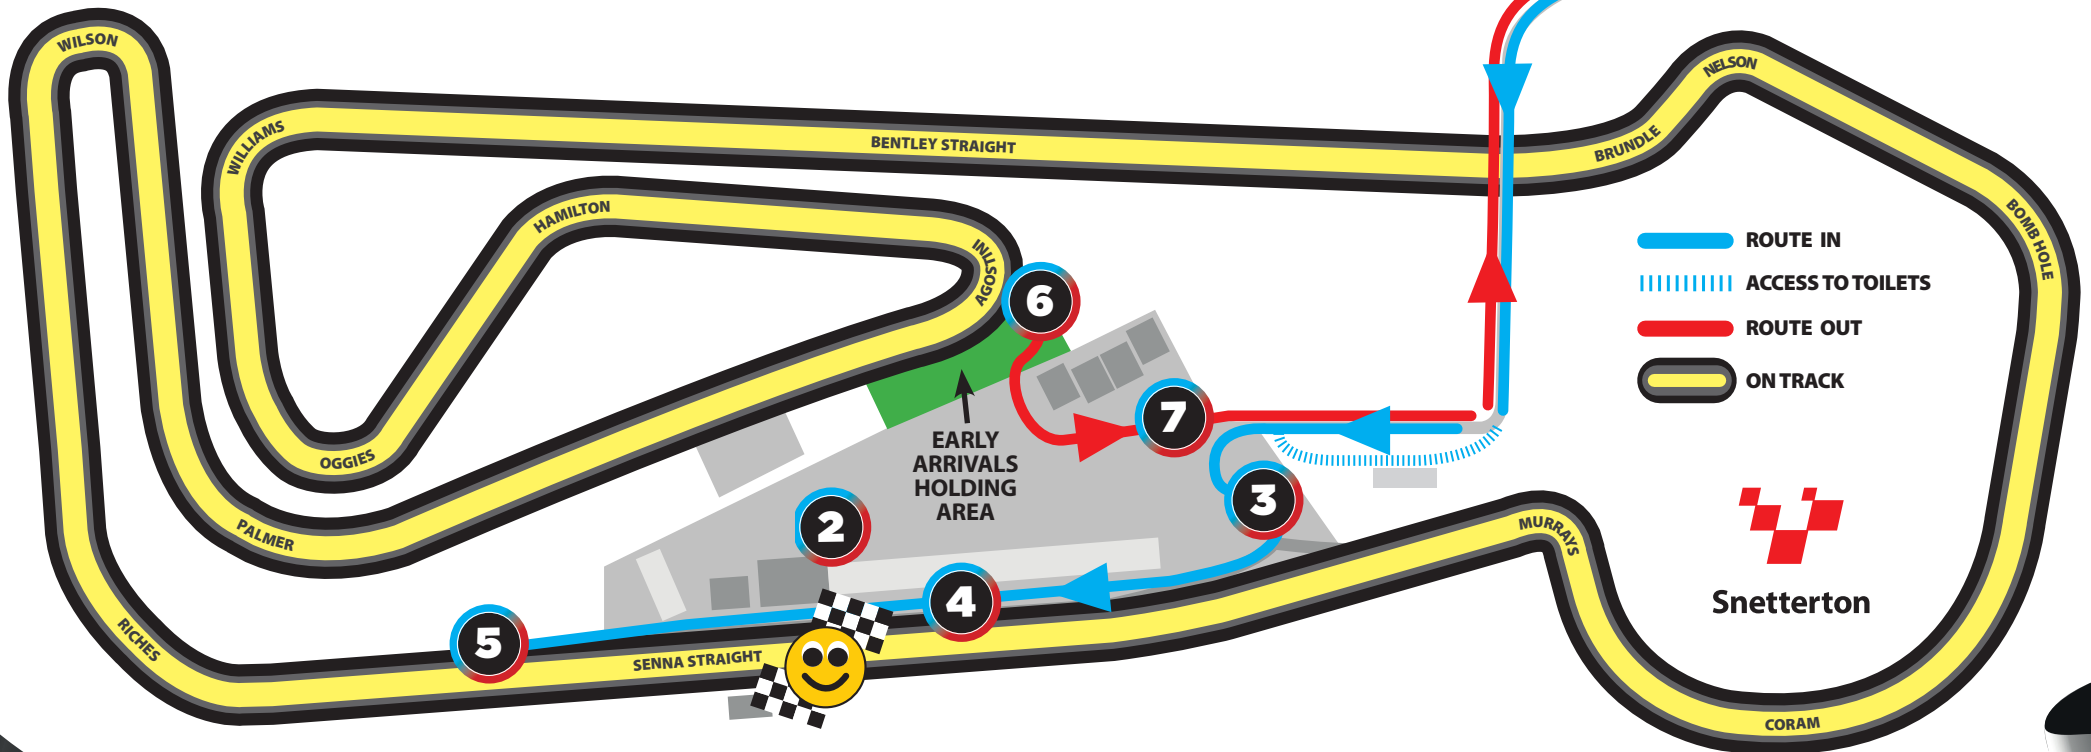 WILSON
WILLIAMS
BENTLEY STRAIGHT
BRUNDLE
NELSON
BOMB HOLE
HAMILTON
AGOSTINI
OGGIES
PALMER
RICHES
SENNA STRAIGHT
MURRAYS
CORAM
6
7
3
2
4
5
EARLY
ARRIVALS
HOLDING
AREA
ROUTE IN
ACCESS TO TOILETS
ROUTE OUT
ON TRACK
Snetterton